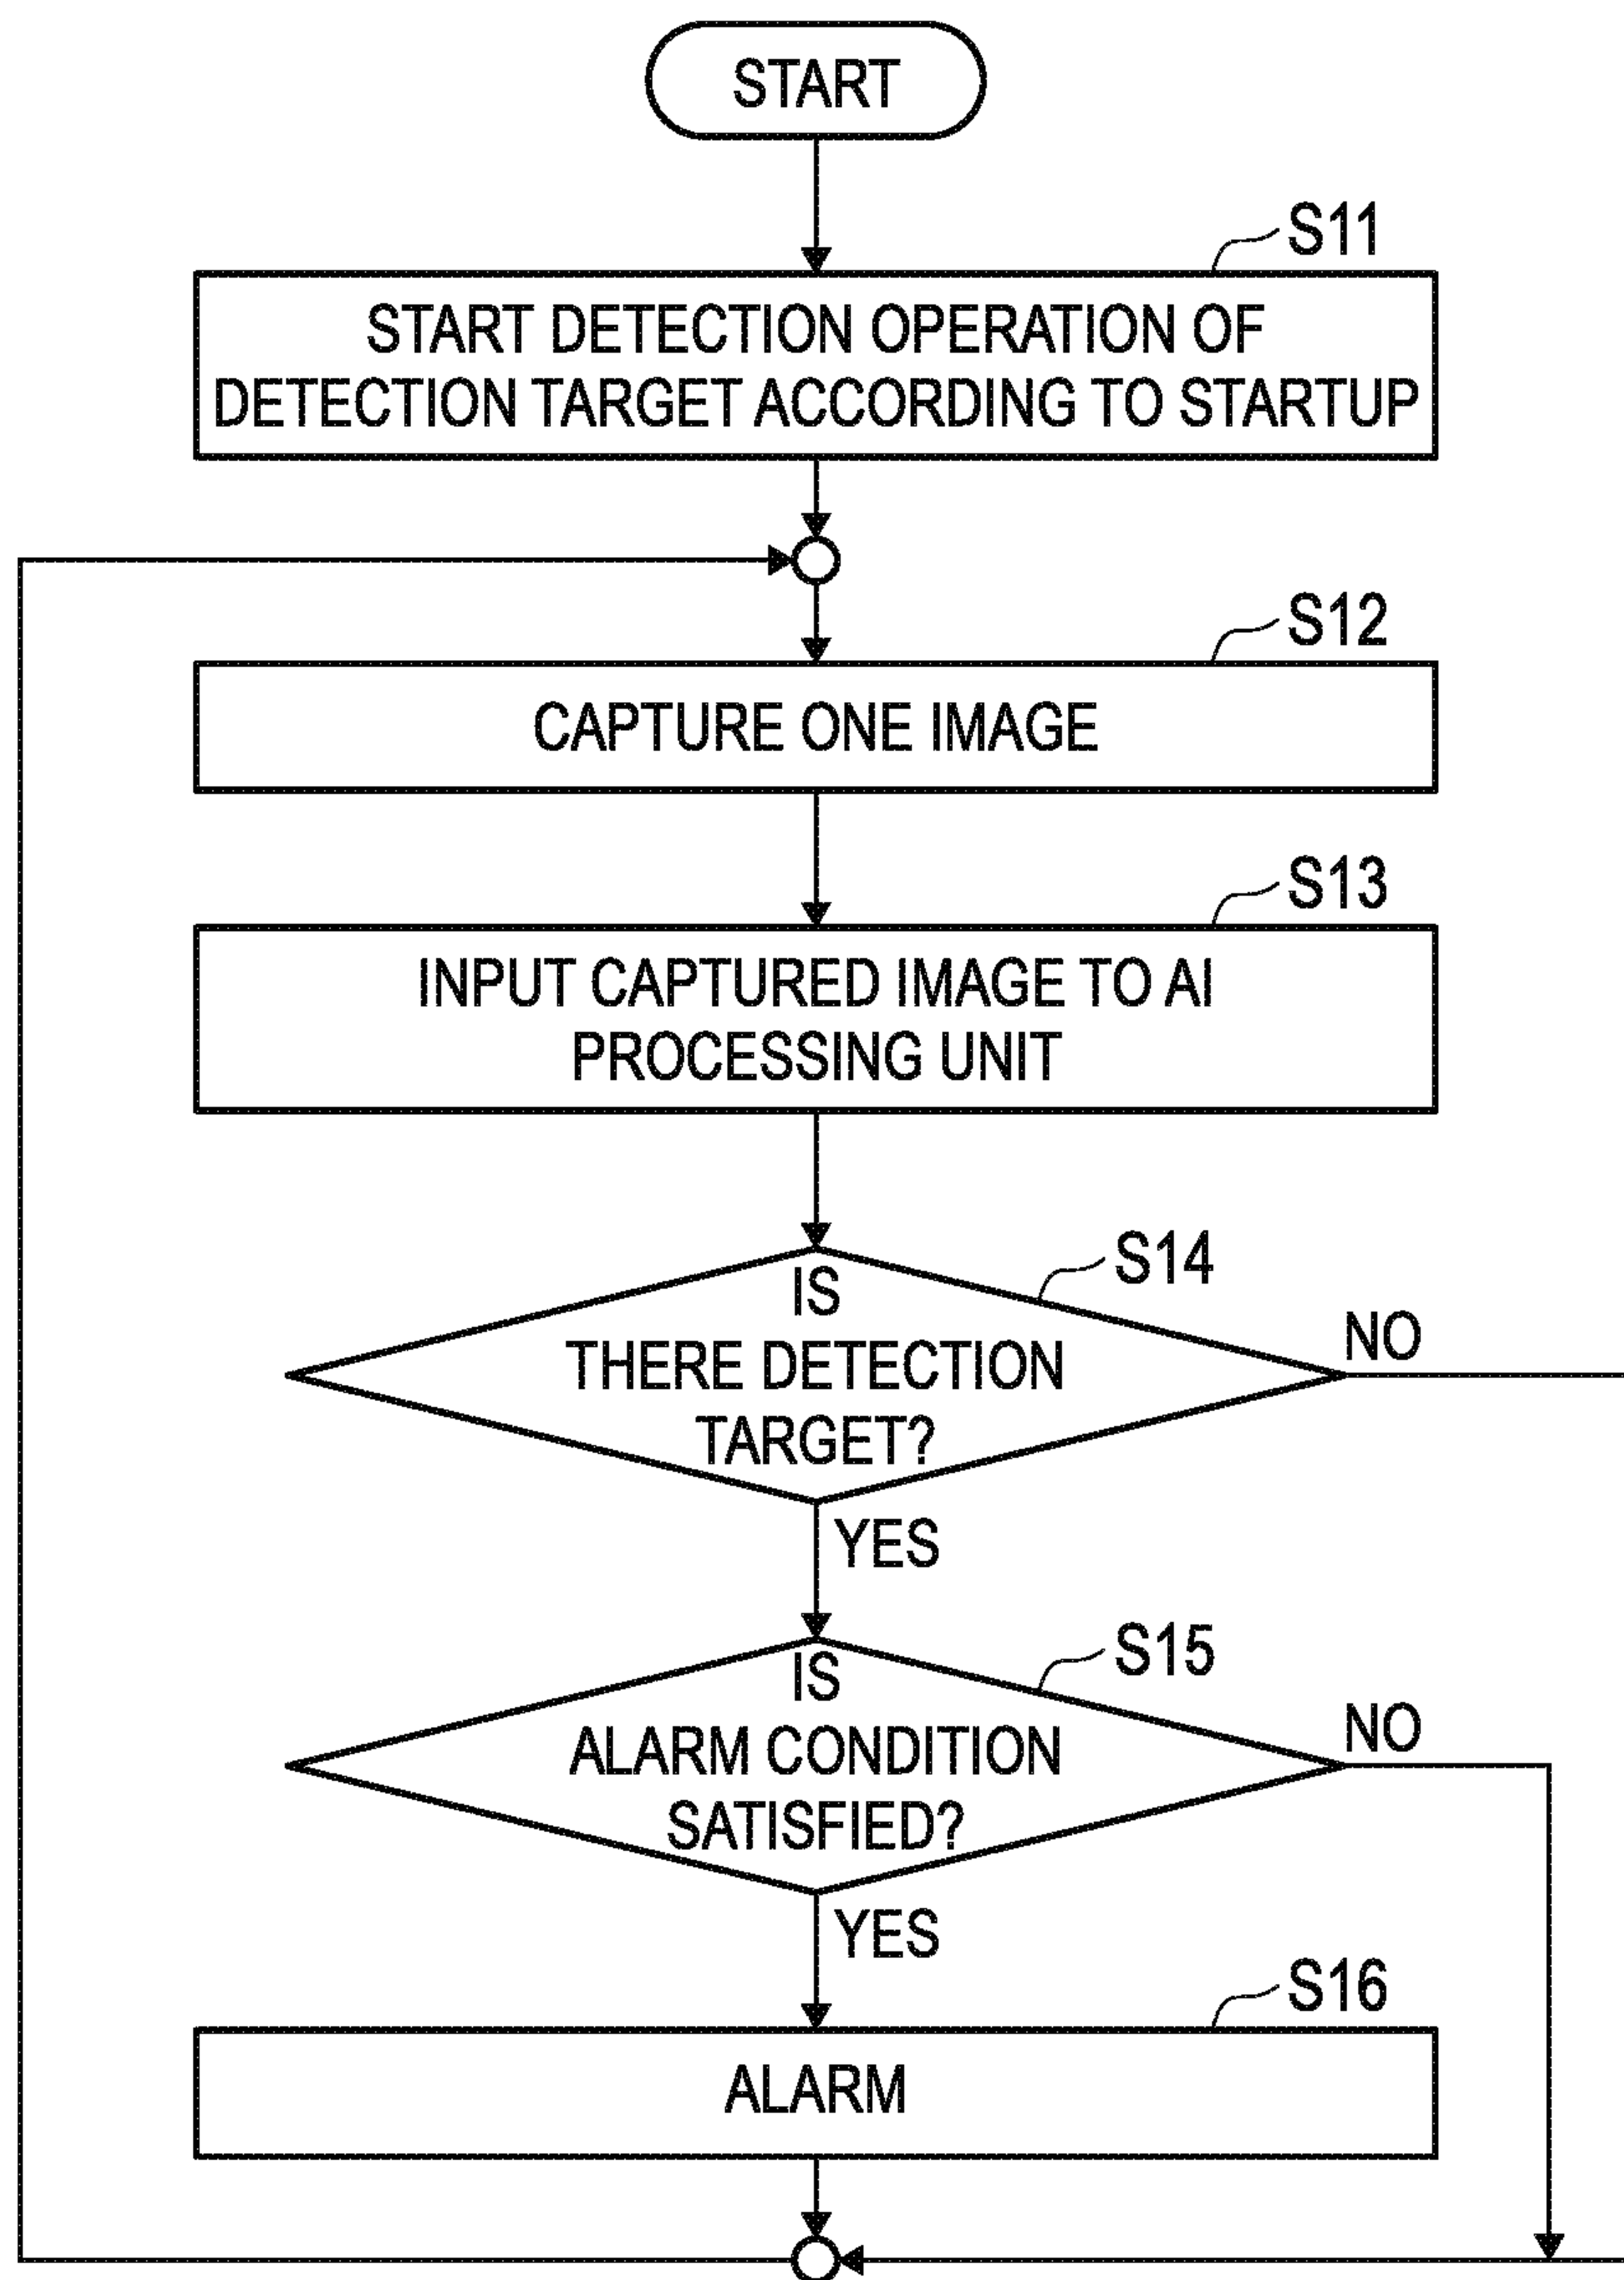 START
S11
START DETECTION OPERATION OF
DETECTION TARGET ACCORDING TO STARTUP
S12
CAPTURE ONE IMAGE
S13
INPUT CAPTURED IMAGE TO AI
PROCESSING UNIT
S14
IS
THERE DETECTION
TARGET?
NO
YES
S15
IS
ALARM CONDITION
SATISFIED?
NO
YES
S16
ALARM